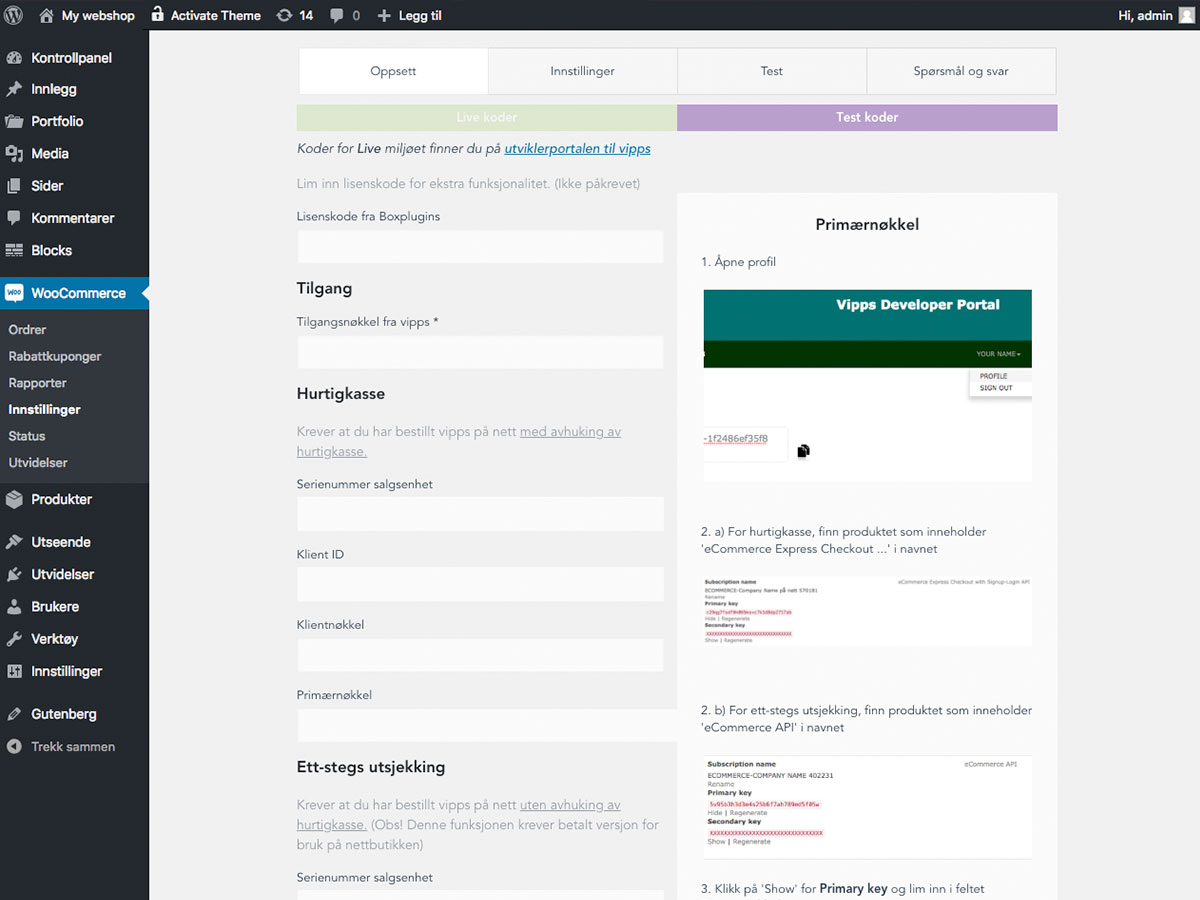 My webshop
Activate Theme
14
0
Legg til
Hi, admin
Kontrollpanel
Innlegg
Portfolio
Media
Sider
Kommentarer
Blocks
WooCommerce
Ordrer
Rabattkuponger
Rapporter
Innstillinger
Status
Utvidelser
Produkter
Utseende
Utvidelser
Brukere
Verktøy
Innstillinger
Gutenberg
Trekk sammen
Oppsett
Innstillinger
Test
Spørsmål og svar
Live koder
Test koder
Koder for Live miljøet finner du på utviklerportalen til vipps
Lim inn lisenskode for ekstra funksjonalitet. (Ikke påkrevet)
Lisenskode fra Boxplugins
Tilgang
Tilgangsnøkkel fra vipps *
Hurtigkasse
Krever at du har bestillt vipps på nett med avhuking av
hurtigkasse.
Serienummer salgsenhet
Klient ID
Klientnøkkel
Primærnøkkel
Ett-stegs utsjekking
Krever at du har bestillt vipps på nett uten avhuking av
hurtigkasse. (Obs! Denne funksjonen krever betalt versjon for
bruk på nettbutikken)
Serienummer salgsenhet
Primærnøkkel
1. Åpne profil
Vipps Developer Portal
YOUR NAME
PROFILE
SIGN OUT
-1f2486ef35f8
2. a) For hurtigkasse, finn produktet som inneholder
'eCommerce Express Checkout ...' i navnet
Subscription name
eCommerce Express Checkout with Signup-Login API
ECOMMERCE-Company Name på nett 570181
Rename
Primary key
Hide | Regenerate
Secondary key
XXXXXXXXXXXXXXXXXXXXXXXXXXXXXXXX
Show | Regenerate
2. b) For ett-stegs utsjekking, finn produktet som inneholder
'eCommerce API' i navnet
Subscription name
eCommerce API
ECOMMERCE-COMPANY NAME 402231
Rename
Primary key
Hide | Regenerate
Secondary key
XXXXXXXXXXXXXXXXXXXXXXXXXXXXXXXX
Show | Regenerate
3. Klikk på 'Show' for Primary key og lim inn i feltet